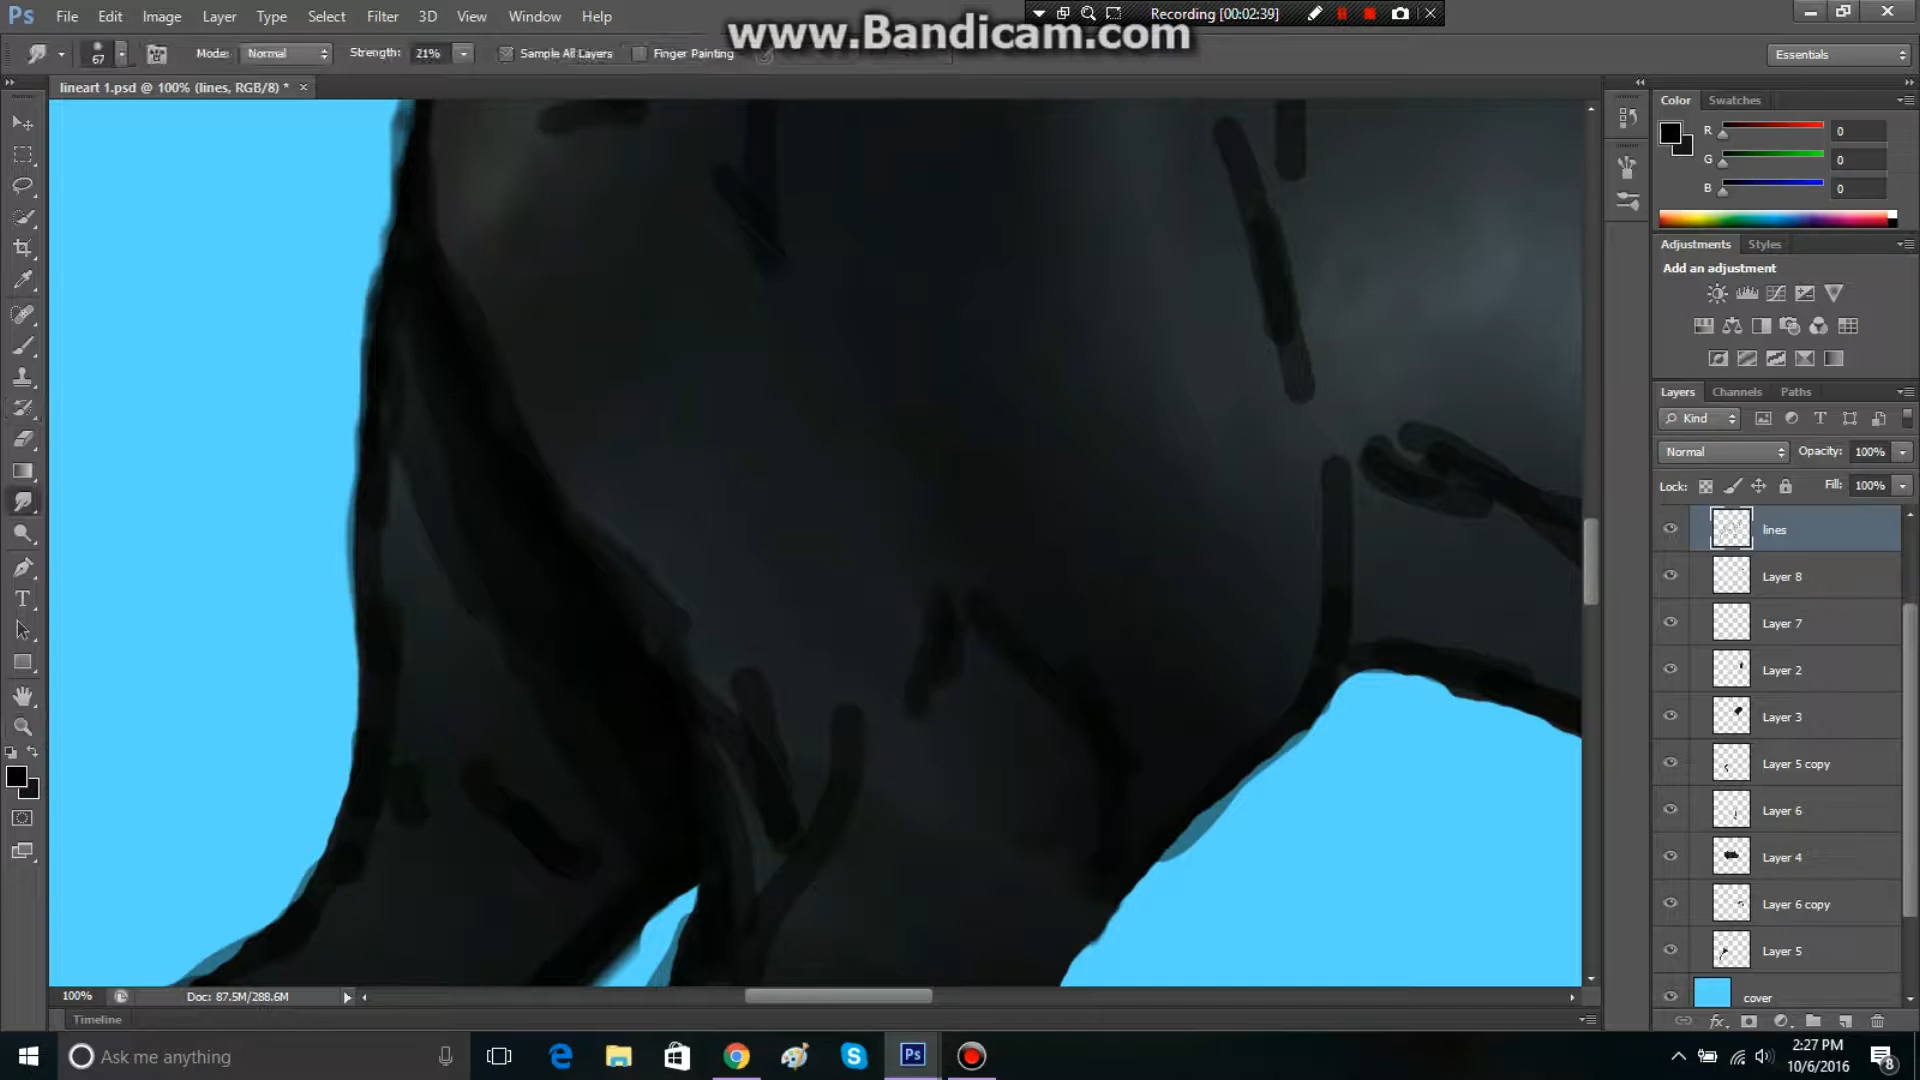 Ps File Edit Image Layer Type Select Filter 3D View Window Help
Recording [00:02:39]
www.Bandicam.com
67 Mode: Normal Strength: 21% Sample All Layers Finger Painting
Essentials
lineart 1.psd @ 100% (lines, RGB/8) * ×
Color Swatches
R 0
G 0
B 0
Adjustments Styles
Add an adjustment
Layers Channels Paths
Kind
Normal Opacity: 100%
Lock: Fill: 100%
lines
Layer 8
Layer 7
Layer 2
Layer 3
Layer 5 copy
Layer 6
Layer 4
Layer 6 copy
Layer 5
cover
100% Doc: 87.5M/288.6M
Timeline
Ask me anything
2:27 PM
10/6/2016
8